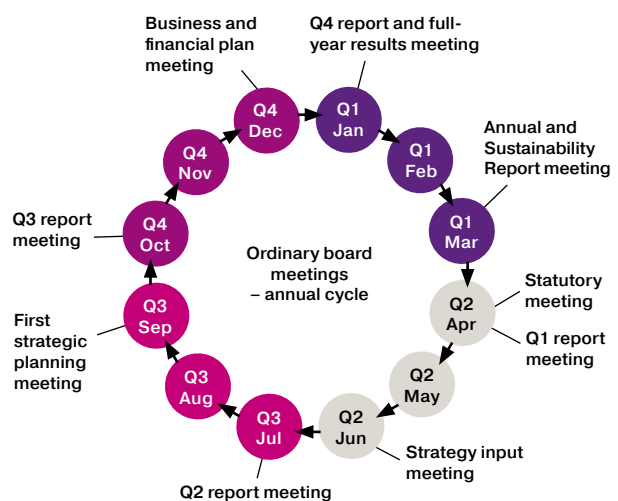 Business and
financial plan
meeting
Q4 report and full-
year results meeting
Q4
Dec
Q1
Jan
Q4
Nov
Q1
Feb
Annual and
Sustainability
Report meeting
Q3 report
meeting
Q4
Oct
Q1
Mar
Ordinary board
meetings
– annual cycle
First
strategic
planning
meeting
Q3
Sep
Q2
Apr
Statutory
meeting
Q1 report
meeting
Q3
Aug
Q2
May
Q3
Jul
Q2
Jun
Strategy input
meeting
Q2 report meeting